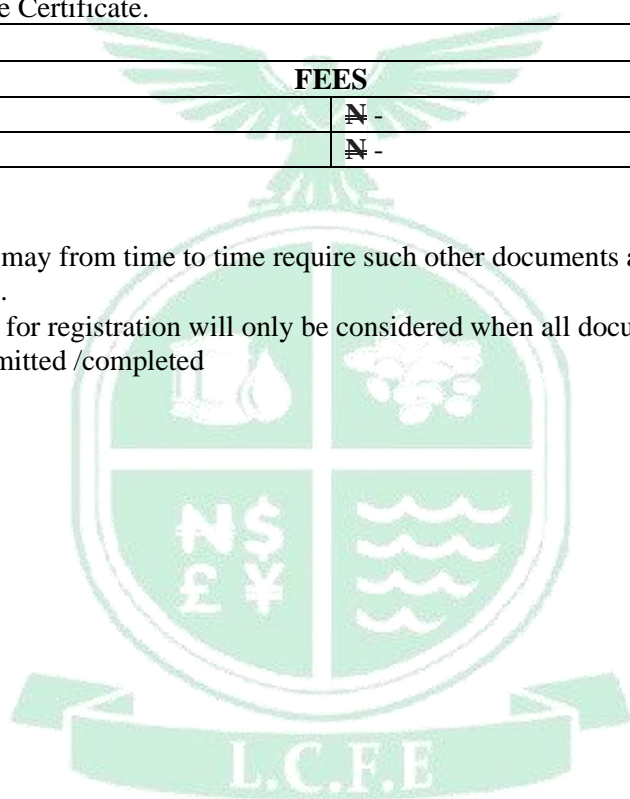 e Certificate.
FEES
₦ -
₦ -
may from time to time require such other documents a
.
for registration will only be considered when all docu
mitted /completed
₦$
£ ¥
L.C.F.E